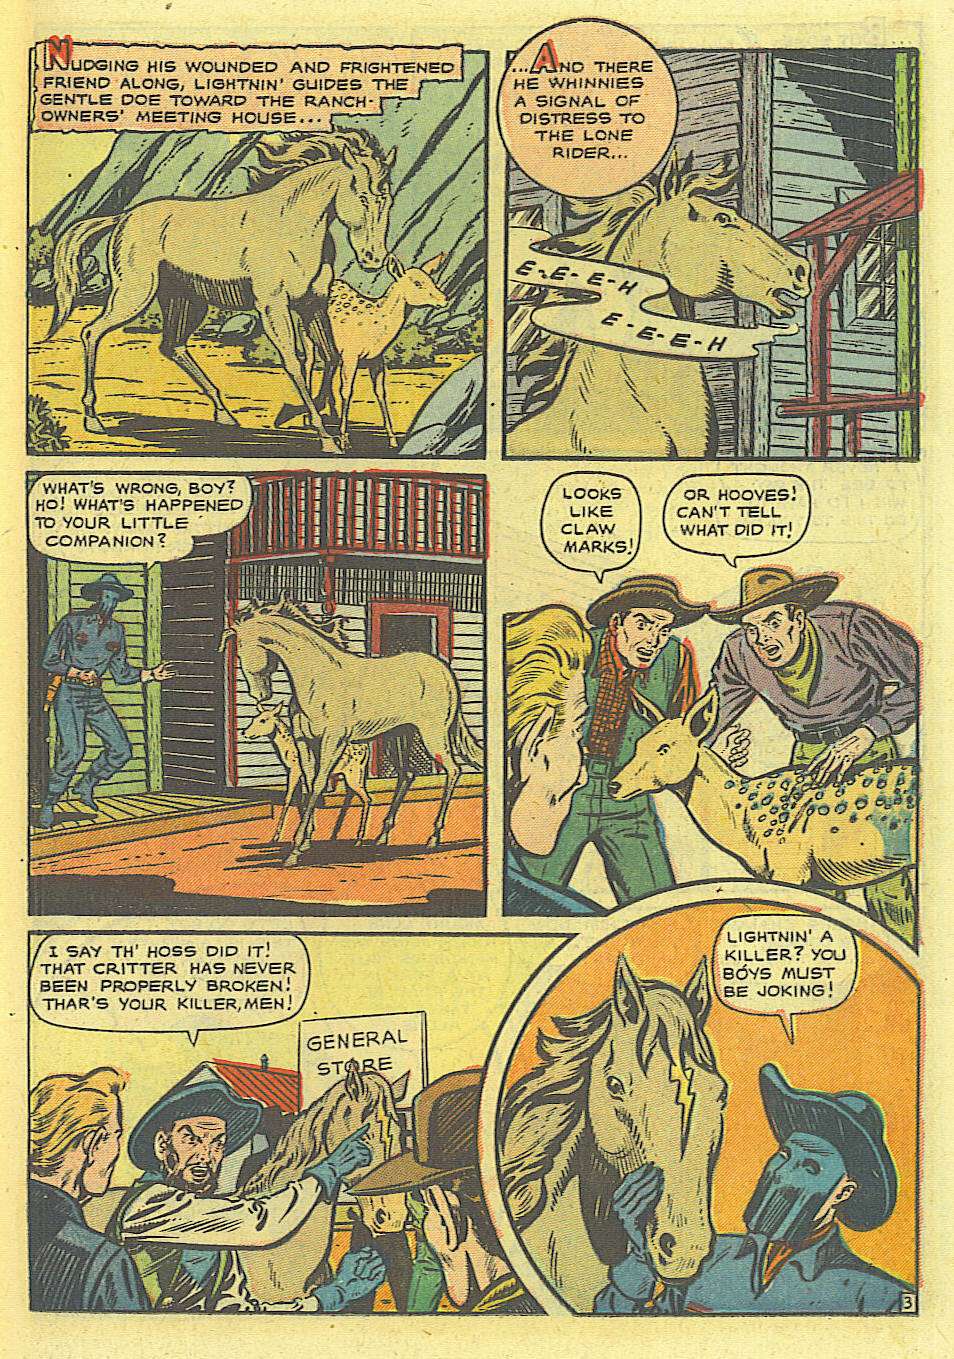 NUDGING HIS WOUNDED AND FRIGHTENED
FRIEND ALONG, LIGHTNIN' GUIDES THE
GENTLE DOE TOWARD THE RANCH-
OWNERS' MEETING HOUSE...
...AND THERE
HE WHINNIES
A SIGNAL OF
DISTRESS TO
THE LONE
RIDER...
E-E-E-H
E-E-E-H
WHAT'S WRONG, BOY?
HO! WHAT'S HAPPENED
TO YOUR LITTLE
COMPANION?
LOOKS
LIKE
CLAW
MARKS!
OR HOOVES!
CAN'T TELL
WHAT DID IT!
I SAY TH' HOSS DID IT!
THAT CRITTER HAS NEVER
BEEN PROPERLY BROKEN!
THAR'S YOUR KILLER, MEN!
GENERAL
STORE
LIGHTNIN' A
KILLER? YOU
BOYS MUST
BE JOKING!
3